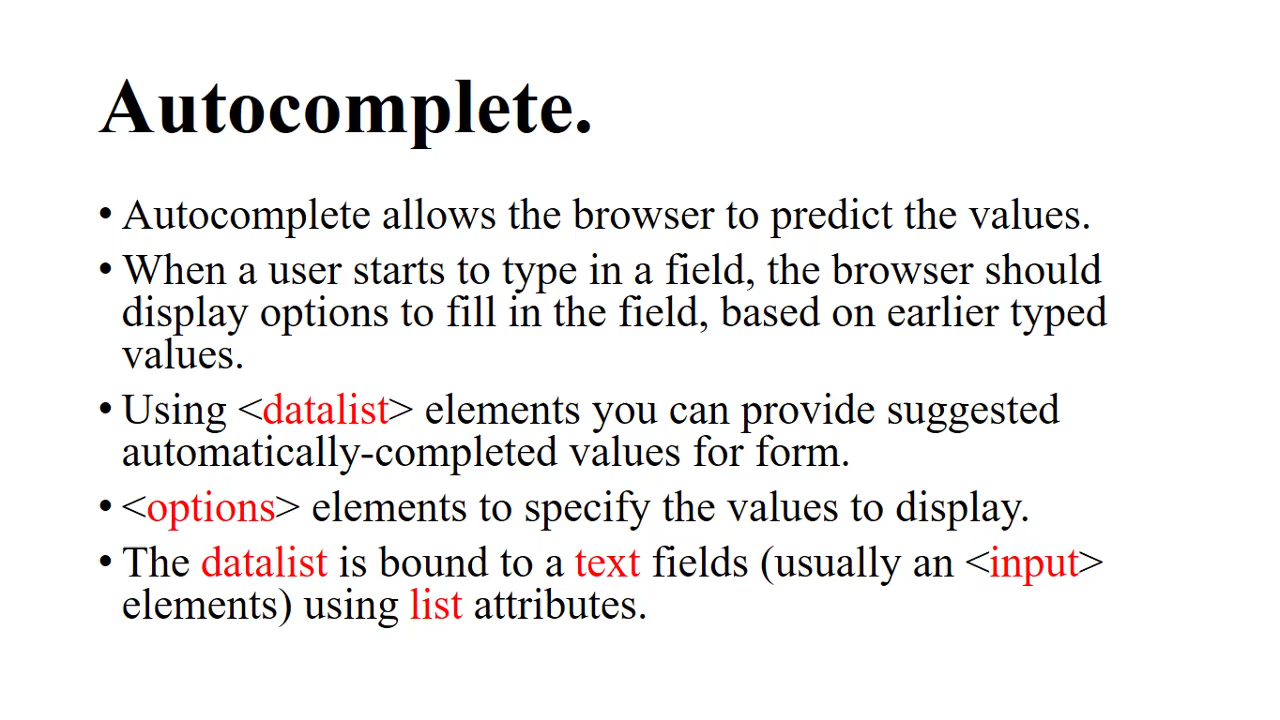 Autocomplete.
• Autocomplete allows the browser to predict the values.
• When a user starts to type in a field, the browser should
display options to fill in the field, based on earlier typed
values.
• Using <datalist> elements you can provide suggested
automatically-completed values for form.
• <options> elements to specify the values to display.
• The datalist is bound to a text fields (usually an <input>
elements) using list attributes.